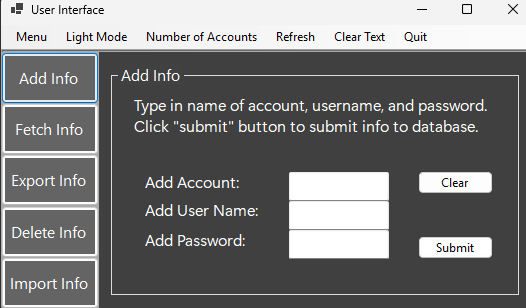 User Interface
Menu Light Mode Number of Accounts Refresh Clear Text Quit
Add Info
Fetch Info
Export Info
Delete Info
Import Info
Add Info
Type in name of account, username, and password.
Click "submit" button to submit info to database.
Add Account:
Clear
Add User Name:
Add Password:
Submit